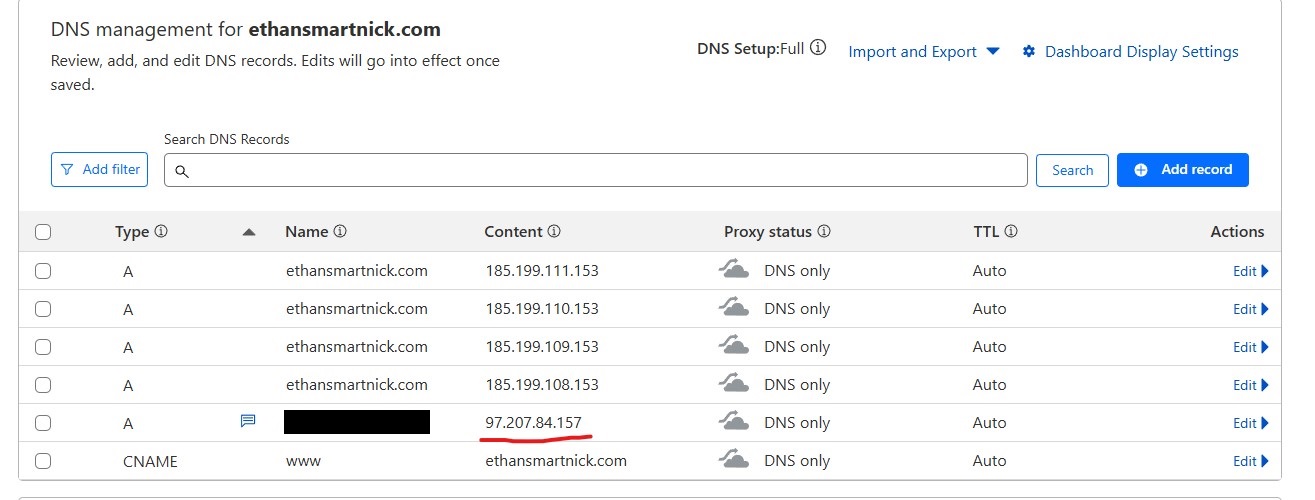 DNS management for ethansmartnick.com
Review, add, and edit DNS records. Edits will go into effect once
saved.
DNS Setup:Full
Import and Export
Dashboard Display Settings
Search DNS Records
Add filter
Search
Add record
Type Name Content Proxy status TTL Actions
A ethansmartnick.com 185.199.111.153 DNS only Auto Edit
A ethansmartnick.com 185.199.110.153 DNS only Auto Edit
A ethansmartnick.com 185.199.109.153 DNS only Auto Edit
A ethansmartnick.com 185.199.108.153 DNS only Auto Edit
A 97.207.84.157 DNS only Auto Edit
CNAME www ethansmartnick.com DNS only Auto Edit